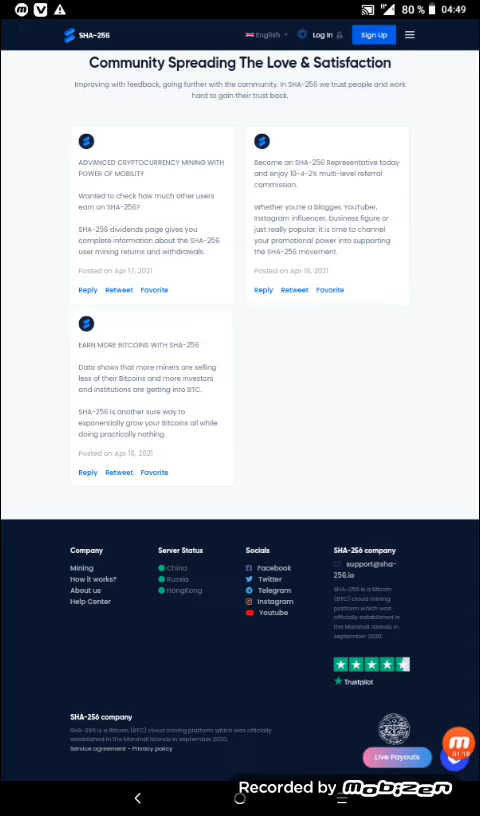 80 % 04:49
SHA-256 English Log In Sign Up
Community Spreading The Love & Satisfaction
Improving with feedback, going further with the community. In SHA-256 we trust people and work
hard to gain their trust back.
ADVANCED CRYPTOCURRENCY MINING WITH
POWER OF MOBILITY
Wanted to check how much other users
earn on SHA-256?
SHA-256 dividends page gives you
complete information about the SHA-256
user mining returns and withdrawals.
Posted on Apr 17, 2021
Reply Retweet Favorite
Become an SHA-256 Representative today
and enjoy 10-4-2% multi-level referral
commission.
Whether you're a blogger, YouTuber,
Instagram influencer, business figure or
just really popular, it is time to channel
your promotional power into supporting
the SHA-256 movement.
Posted on Apr 16, 2021
Reply Retweet Favorite
EARN MORE BITCOINS WITH SHA-256
Data shows that more miners are selling
less of their Bitcoins and more investors
and institutions are getting into BTC.
SHA-256 is another sure way to
exponentially grow your Bitcoins all while
doing practically nothing.
Posted on Apr 16, 2021
Reply Retweet Favorite
Company
Mining
How it works?
About us
Help Center
Server Status
China
Russia
HongKong
Socials
Facebook
Twitter
Telegram
Instagram
Youtube
SHA-256 company
support@sha-
256.io
SHA-256 is a Bitcoin
(BTC) cloud mining
platform which was
officially established in
the Marshall Islands in
september 2020.
Trustpilot
SHA-256 company
SHA-256 is a Bitcoin (BTC) cloud mining platform which was officially
established in the Marshall Islands in september 2020.
Service agreement - Privacy policy
Live Payouts
01:19
Recorded by MOBIZEN